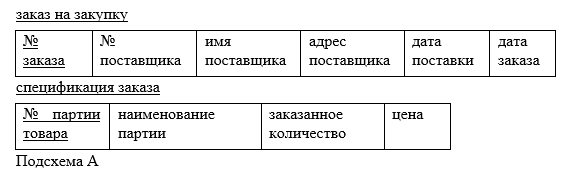 заказ на закупку
№ № имя адрес дата дата
заказа поставщика поставщика поставщика поставки заказа
спецификация заказа
№ партии наименование заказанное цена
товара партии количество
Подсхема А